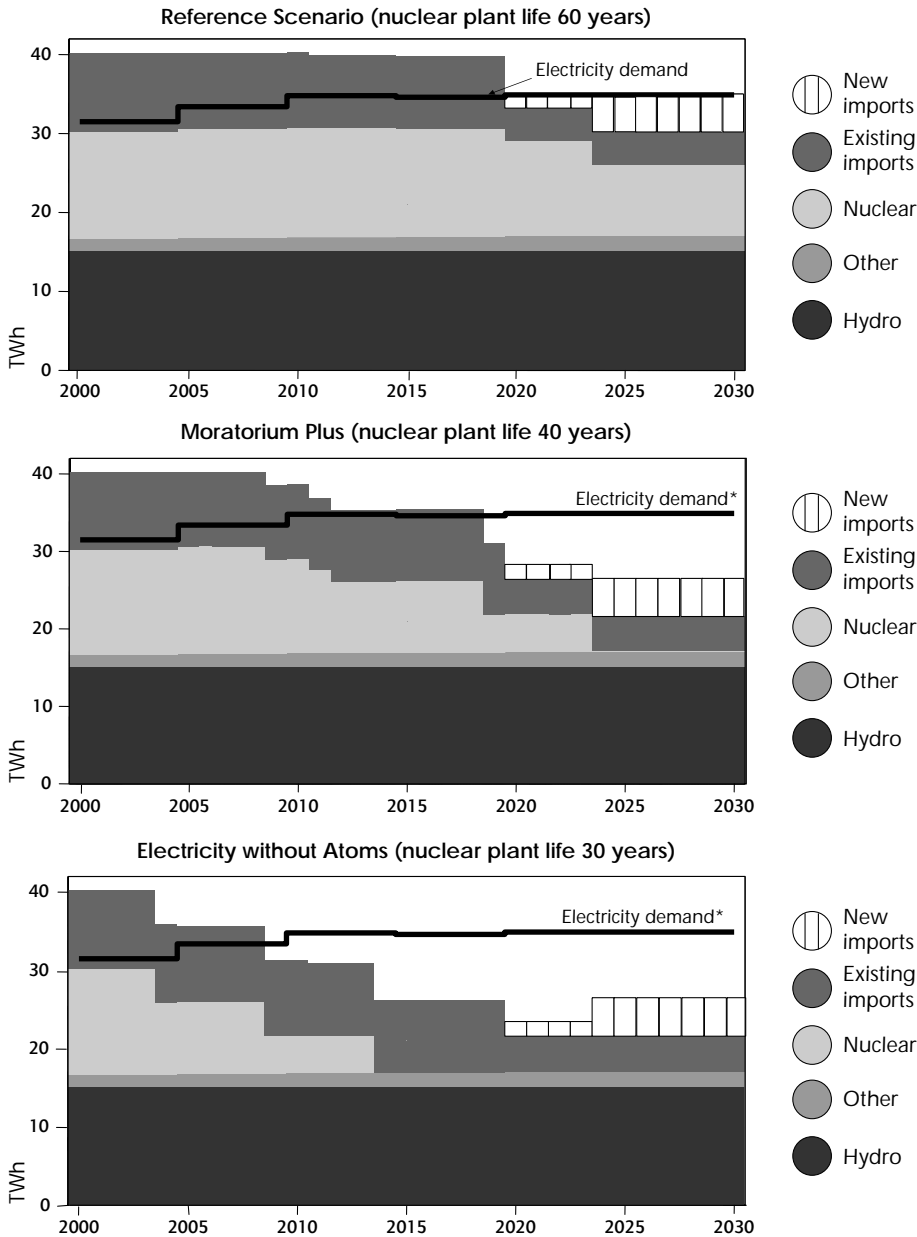 Reference Scenario (nuclear plant life 60 years)
40
30
20
10
0
TWh
Electricity demand
2000 2005 2010 2015 2020 2025 2030
New
imports
Existing
imports
Nuclear
Other
Hydro
Moratorium Plus (nuclear plant life 40 years)
40
30
20
10
0
TWh
Electricity demand*
2000 2005 2010 2015 2020 2025 2030
New
imports
Existing
imports
Nuclear
Other
Hydro
Electricity without Atoms (nuclear plant life 30 years)
40
30
20
10
0
TWh
Electricity demand*
2000 2005 2010 2015 2020 2025 2030
New
imports
Existing
imports
Nuclear
Other
Hydro